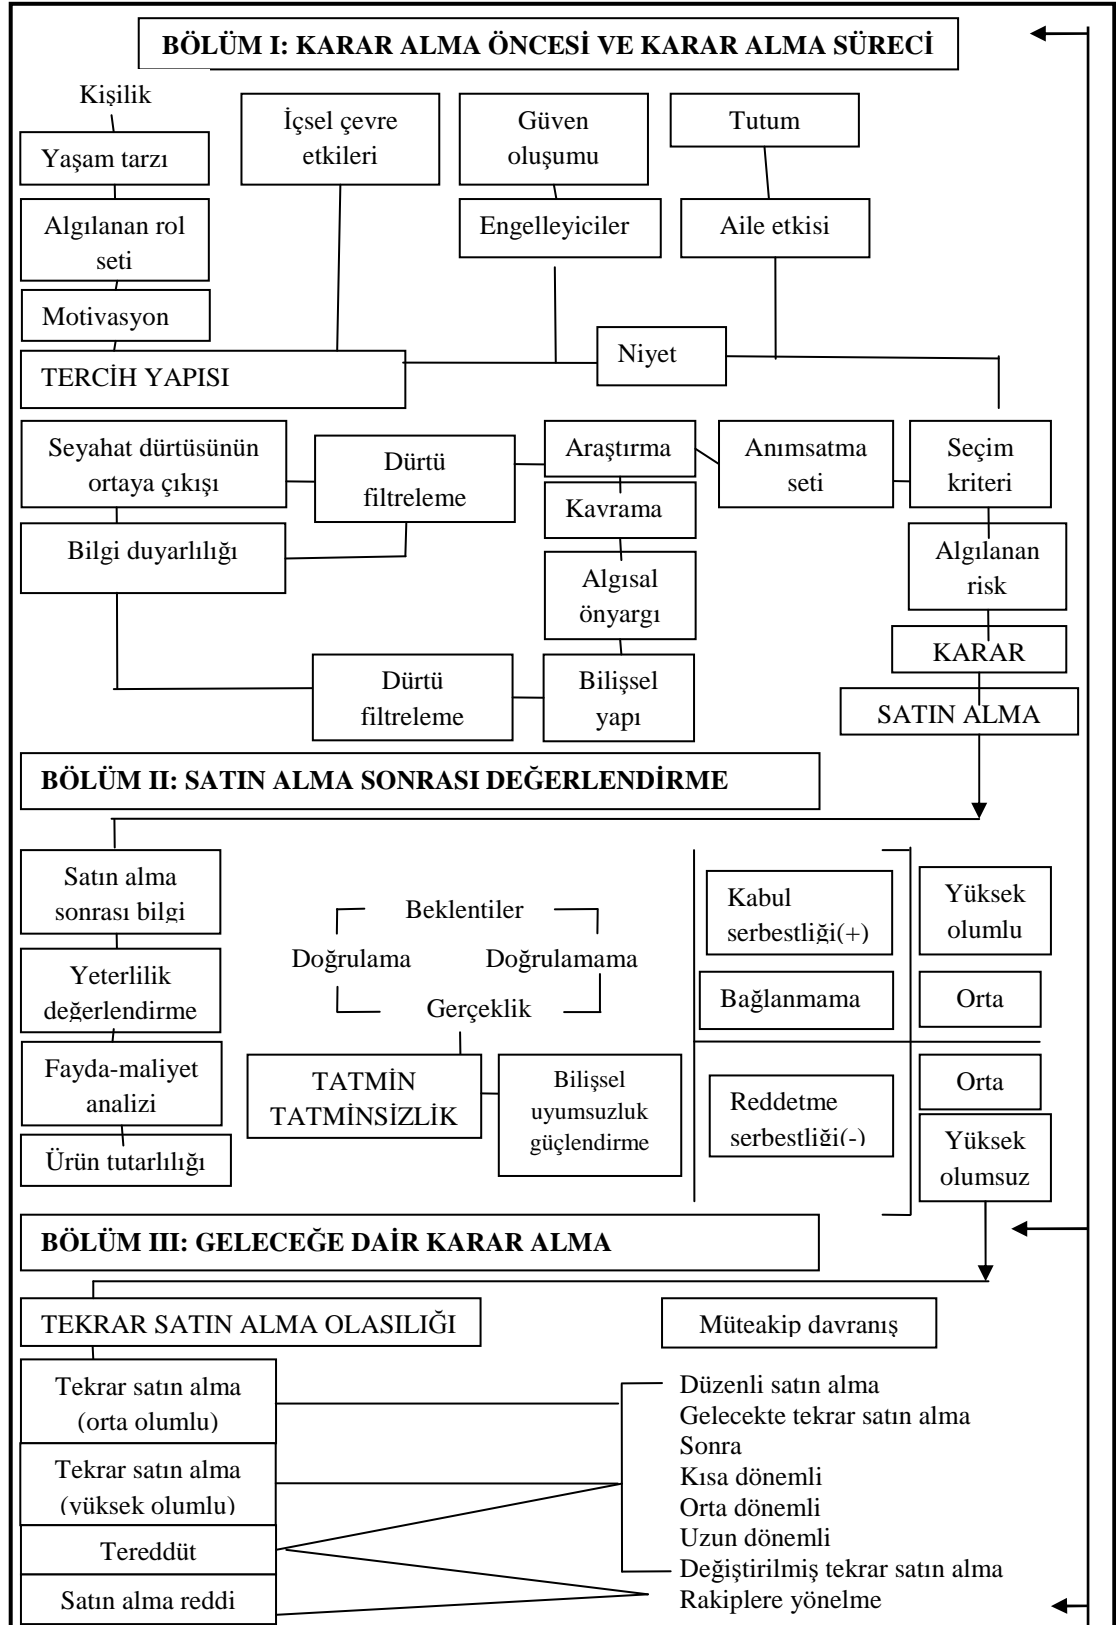 BÖLÜM I: KARAR ALMA ÖNCESİ VE KARAR ALMA SÜRECİ
Kişilik
Yaşam tarzı
Algılanan rol
seti
Motivasyon
İçsel çevre
etkileri
Güven
oluşumu
Engelleyiciler
Tutum
Aile etkisi
Niyet
TERCİH YAPISI
Seyahat dürtüsünün
ortaya çıkışı
Bilgi duyarlılığı
Dürtü
filtreleme
Araştırma
Kavrama
Algısal
önyargı
Bilişsel
yapı
Dürtü
filtreleme
Anımsatma
seti
Seçim
kriteri
Algılanan
risk
KARAR
SATIN ALMA
BÖLÜM II: SATIN ALMA SONRASI DEĞERLENDİRME
Satın alma
sonrası bilgi
Yeterlilik
değerlendirme
Fayda-maliyet
analizi
Ürün tutarlılığı
Beklentiler
Doğrulama
Doğrulamama
Gerçeklik
TATMİN
TATMİNSİZLİK
Bilişsel
uyumsuzluk
güçlendirme
Kabul
serbestliği(+)
Bağlanmama
Reddetme
serbestliği(-)
Yüksek
olumlu
Orta
Orta
Yüksek
olumsuz
BÖLÜM III: GELECEĞE DAİR KARAR ALMA
TEKRAR SATIN ALMA OLASILIĞI
Müteakip davranış
Tekrar satın alma
(orta olumlu)
Tekrar satın alma
(yüksek olumlu)
Tereddüt
Satın alma reddi
Düzenli satın alma
Gelecekte tekrar satın alma
Sonra
Kısa dönemli
Orta dönemli
Uzun dönemli
Değiştirilmiş tekrar satın alma
Rakiplere yönelme